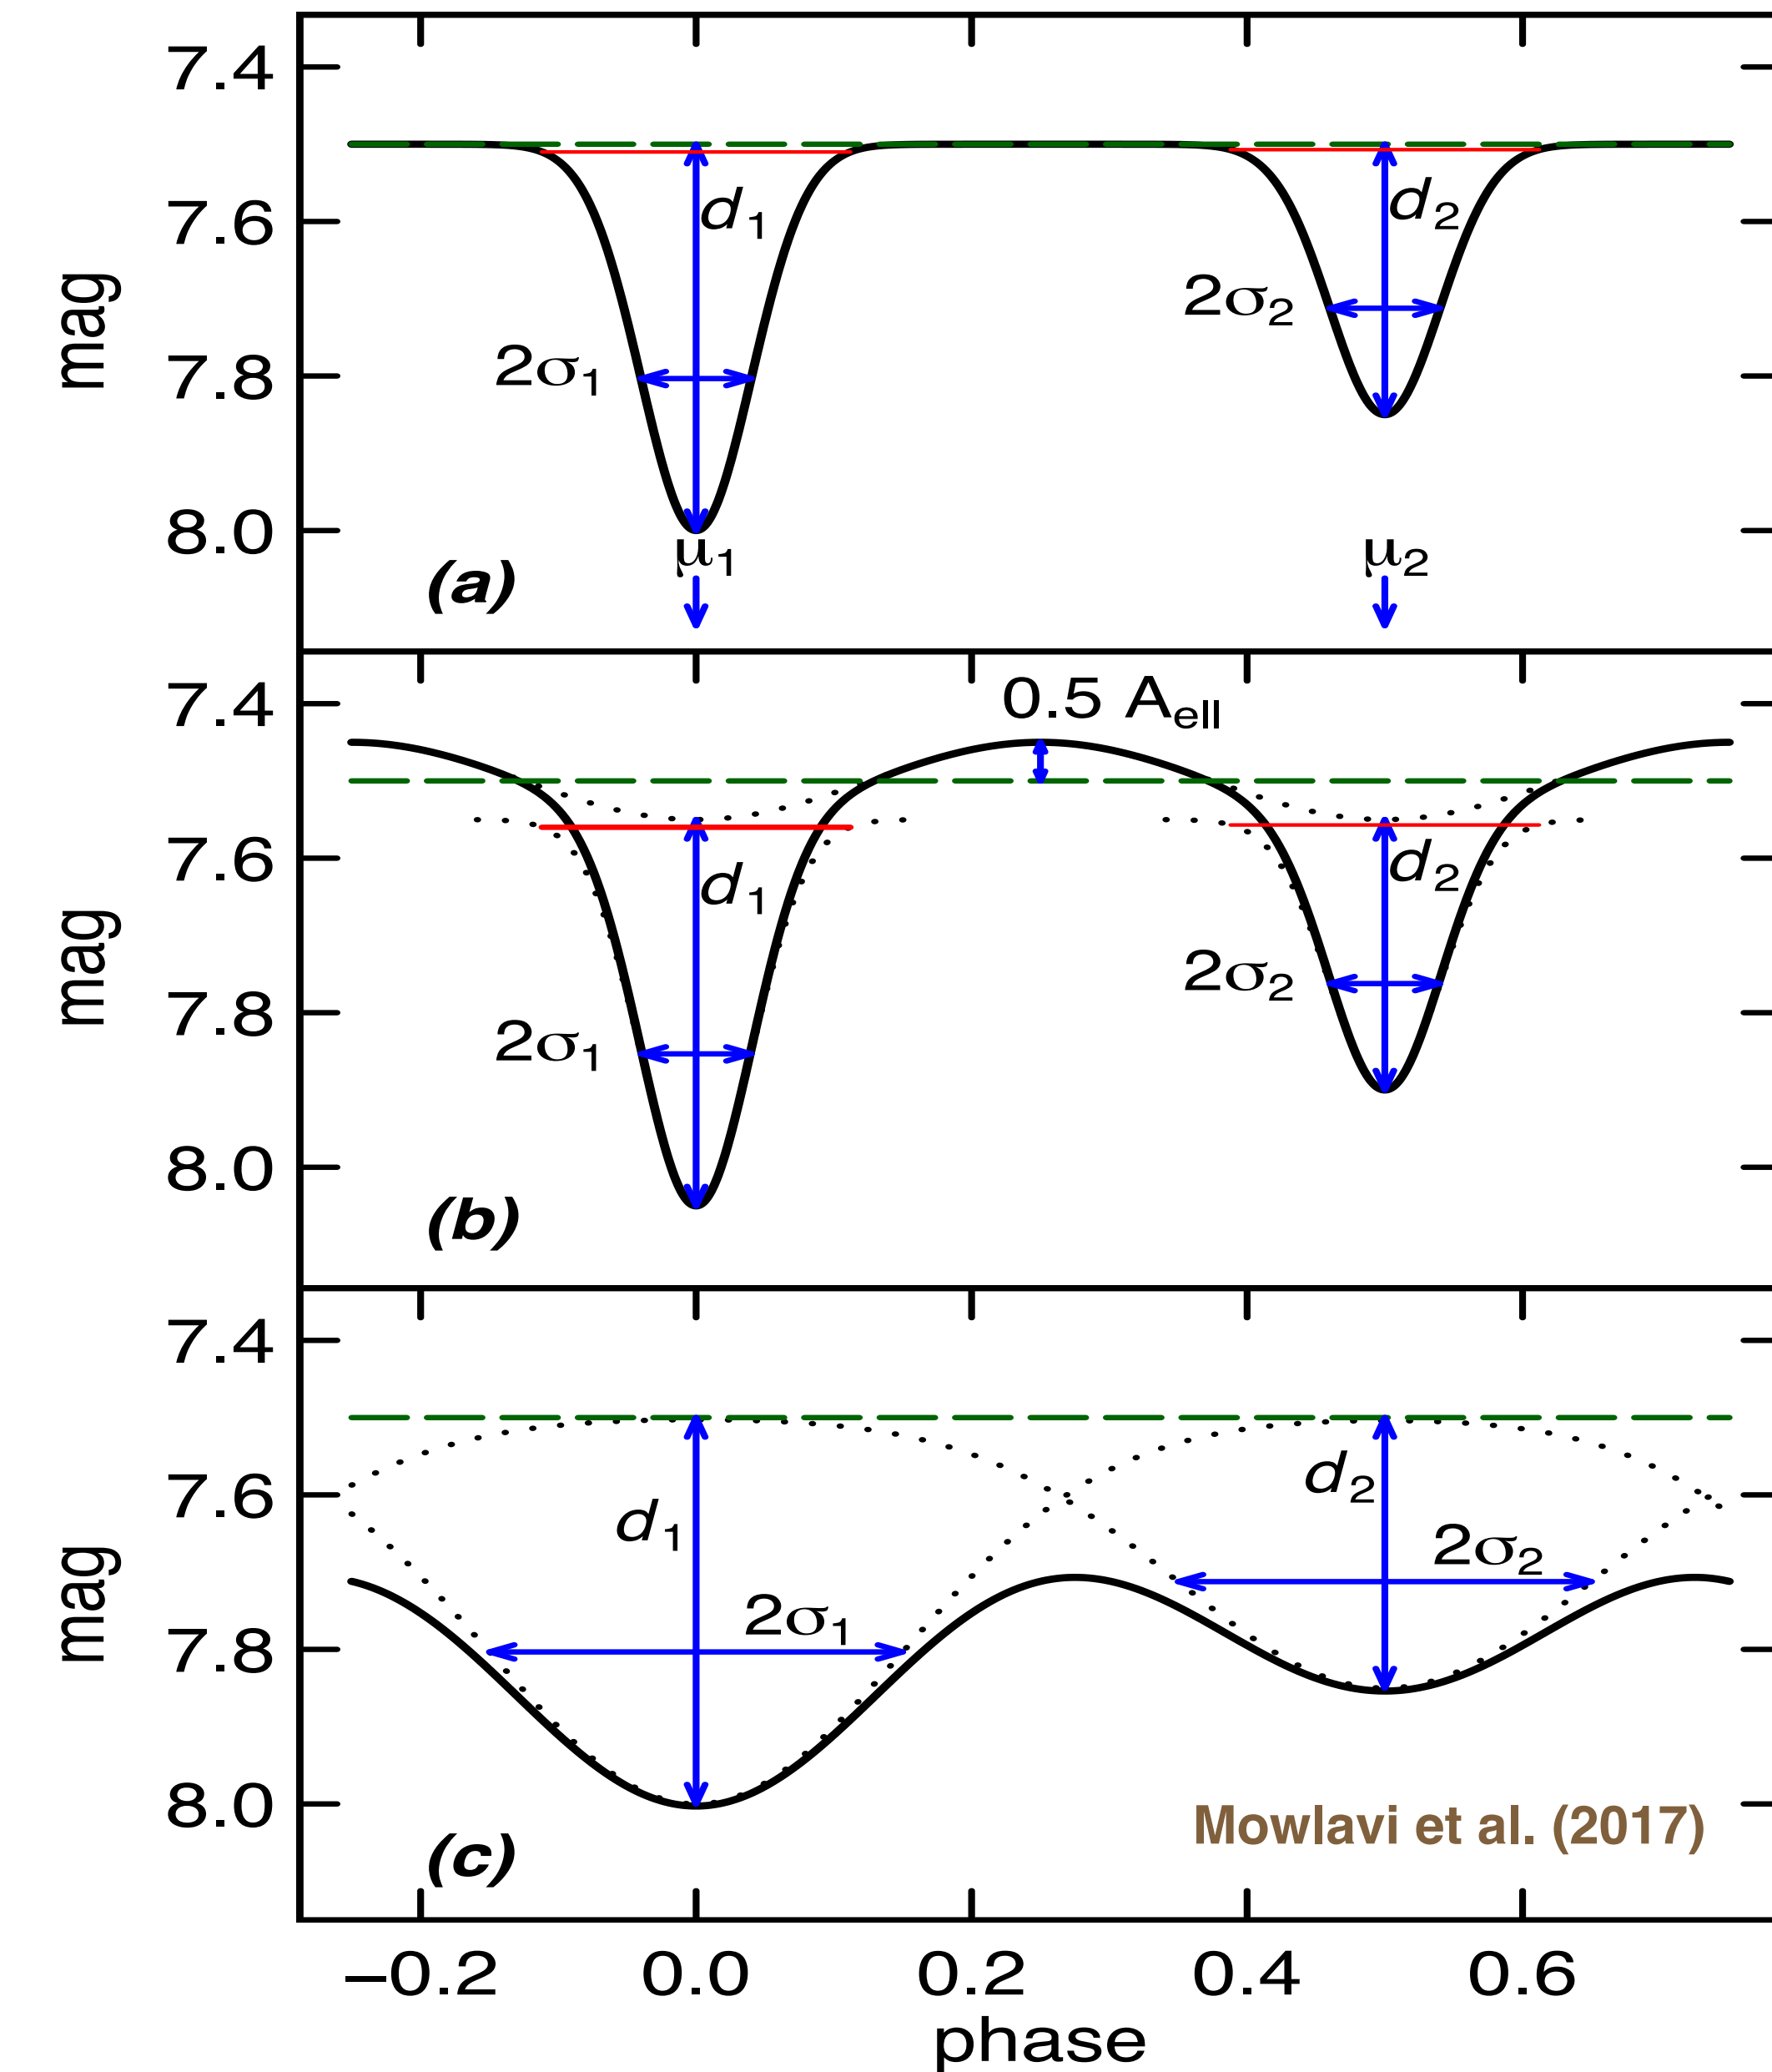 7.4
7.6
7.8
8.0
mag
d₁
d₂
2σ₁
2σ₂
μ₁
μ₂
(a)
7.4
7.6
7.8
8.0
mag
0.5 Aₑₗₗ
d₁
d₂
2σ₁
2σ₂
(b)
7.4
7.6
7.8
8.0
mag
d₁
d₂
2σ₁
2σ₂
(c)
Mowlavi et al. (2017)
−0.2 0.0 0.2 0.4 0.6
phase